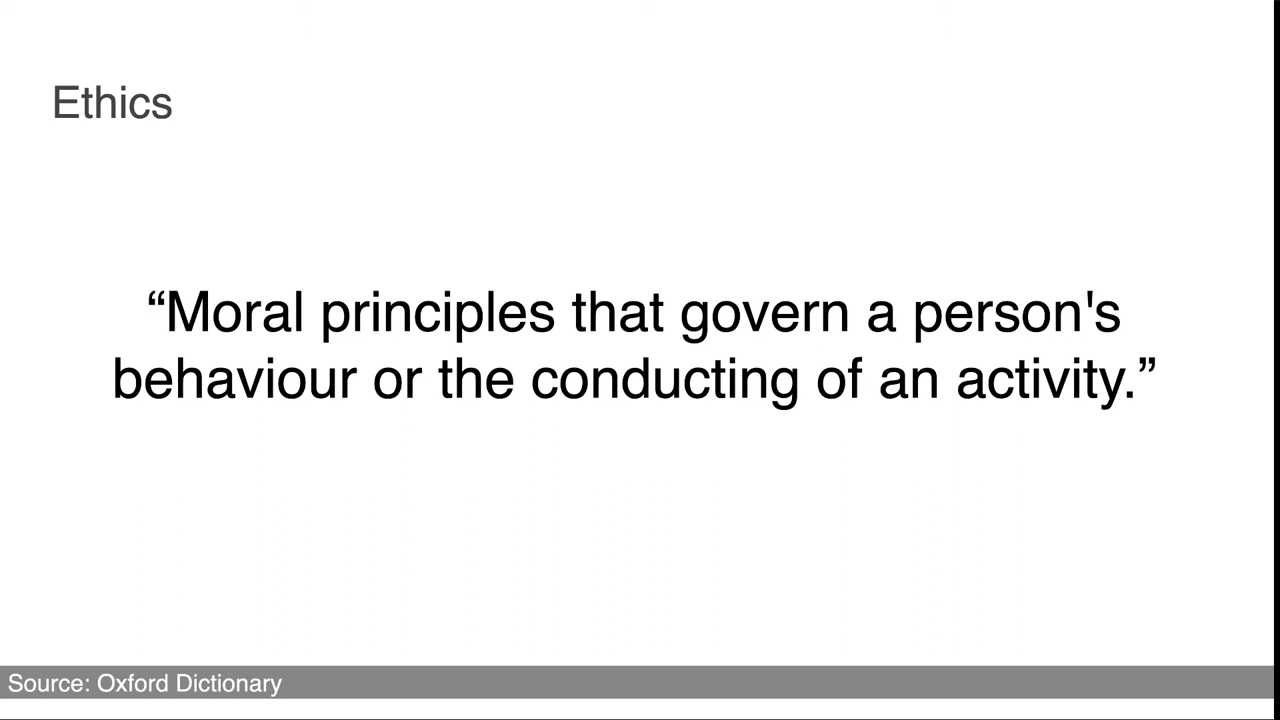 Ethics
“Moral principles that govern a person's
behaviour or the conducting of an activity.”
Source: Oxford Dictionary